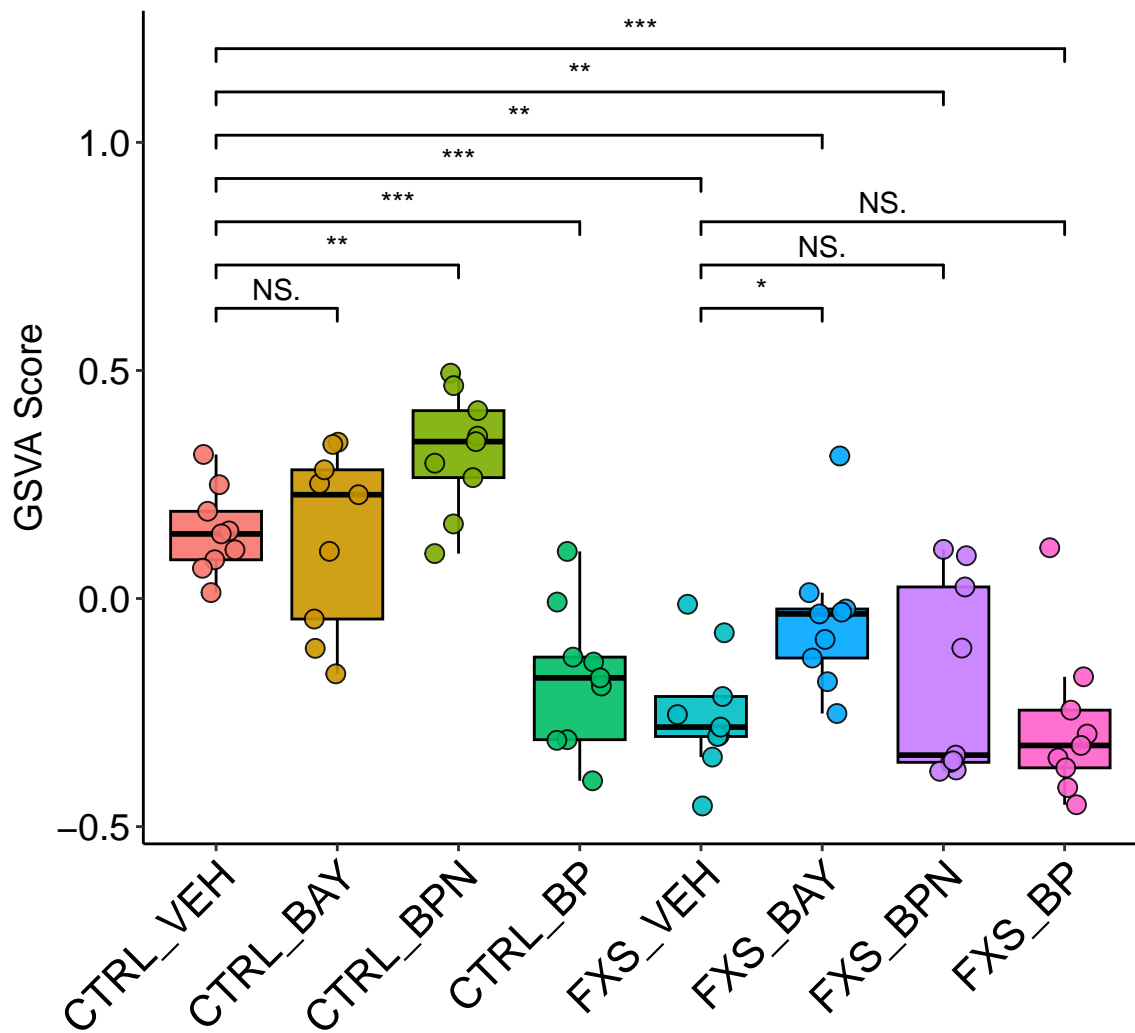 ***
**
**
***
***
NS.
**
NS.
NS.
*
1.0
0.5
0.0
−0.5
GSVA Score
CTRL_VEH
CTRL_BAY
CTRL_BPN
CTRL_BP
FXS_VEH
FXS_BAY
FXS_BPN
FXS_BP